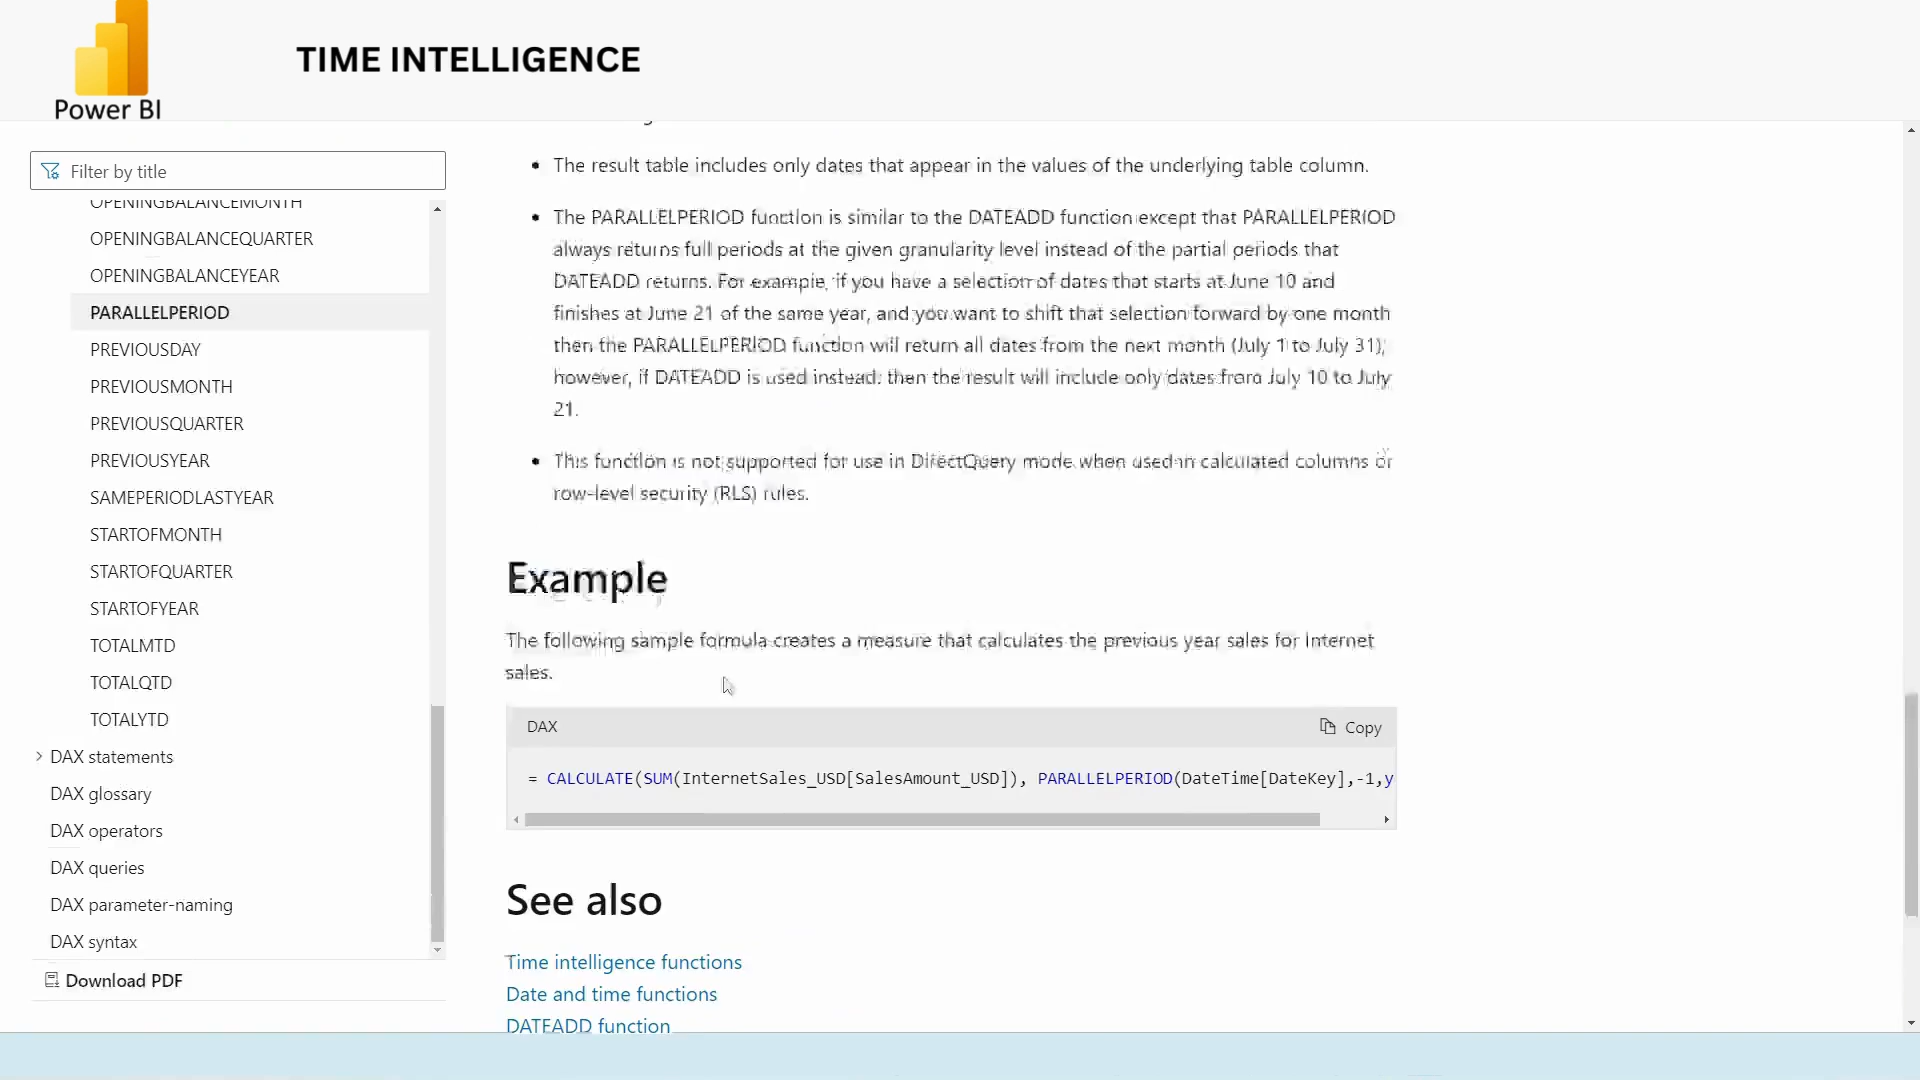 Power BI
TIME INTELLIGENCE
Filter by title
OPENINGBALANCEMONTH
OPENINGBALANCEQUARTER
OPENINGBALANCEYEAR
PARALLELPERIOD
PREVIOUSDAY
PREVIOUSMONTH
PREVIOUSQUARTER
PREVIOUSYEAR
SAMEPERIODLASTYEAR
STARTOFMONTH
STARTOFQUARTER
STARTOFYEAR
TOTALMTD
TOTALQTD
TOTALYTD
DAX statements
DAX glossary
DAX operators
DAX queries
DAX parameter-naming
DAX syntax
Download PDF
• The result table includes only dates that appear in the values of the underlying table column.
• The PARALLELPERIOD function is similar to the DATEADD function except that PARALLELPERIOD
always returns full periods at the given granularity level instead of the partial periods that
DATEADD returns. For example, if you have a selection of dates that starts at June 10 and
finishes at June 21 of the same year, and you want to shift that selection forward by one month
then the PARALLELPERIOD function will return all dates from the next month (July 1 to July 31),
however, if DATEADD is used instead, then the result will include only dates from July 10 to July
21.
• This function is not supported for use in DirectQuery mode when used in calculated columns or
row-level security (RLS) rules.
Example
The following sample formula creates a measure that calculates the previous year sales for Internet
sales.
DAX
Copy
= CALCULATE(SUM(InternetSales_USD[SalesAmount_USD]), PARALLELPERIOD(DateTime[DateKey],-1,y
See also
Time intelligence functions
Date and time functions
DATEADD function